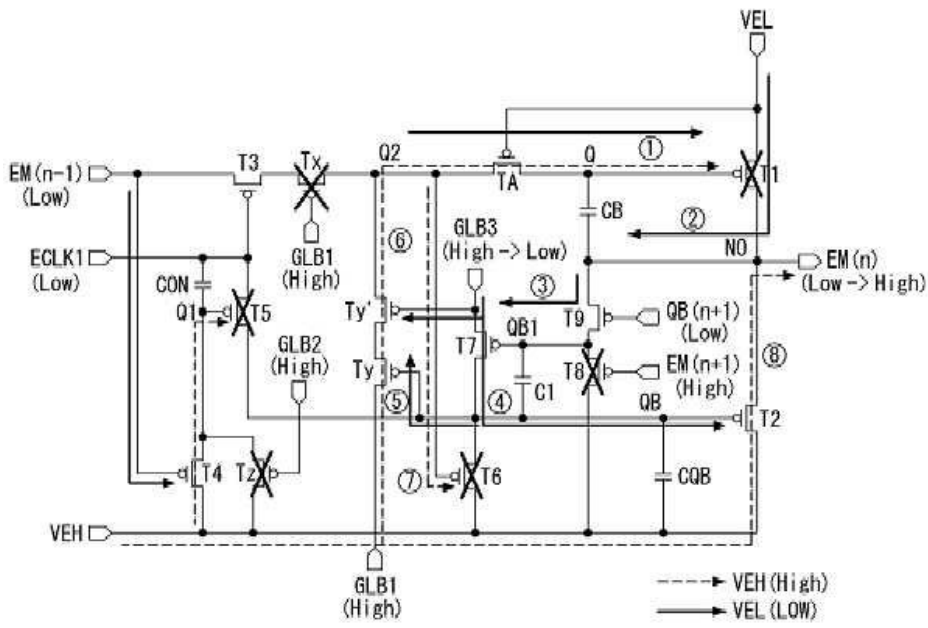 VEL
①
Q2
Q
EM(n-1)
(Low)
T3
Tx
TA
T1
CB
②
GLB1
(High)
GLB3
(High->Low)
⑥
NO
EM(n)
(Low->High)
ECLK1
(Low)
CON
③
Q1
T5
Ty'
QB1
T9
QB(n+1)
(Low)
GLB2
(High)
T7
T8
EM(n+1)
(High)
⑧
Ty
C1
⑤
④
QB
T2
T4
Tz
⑦
T6
CQB
VEH
GLB1
(High)
VEH(High)
VEL(LOW)